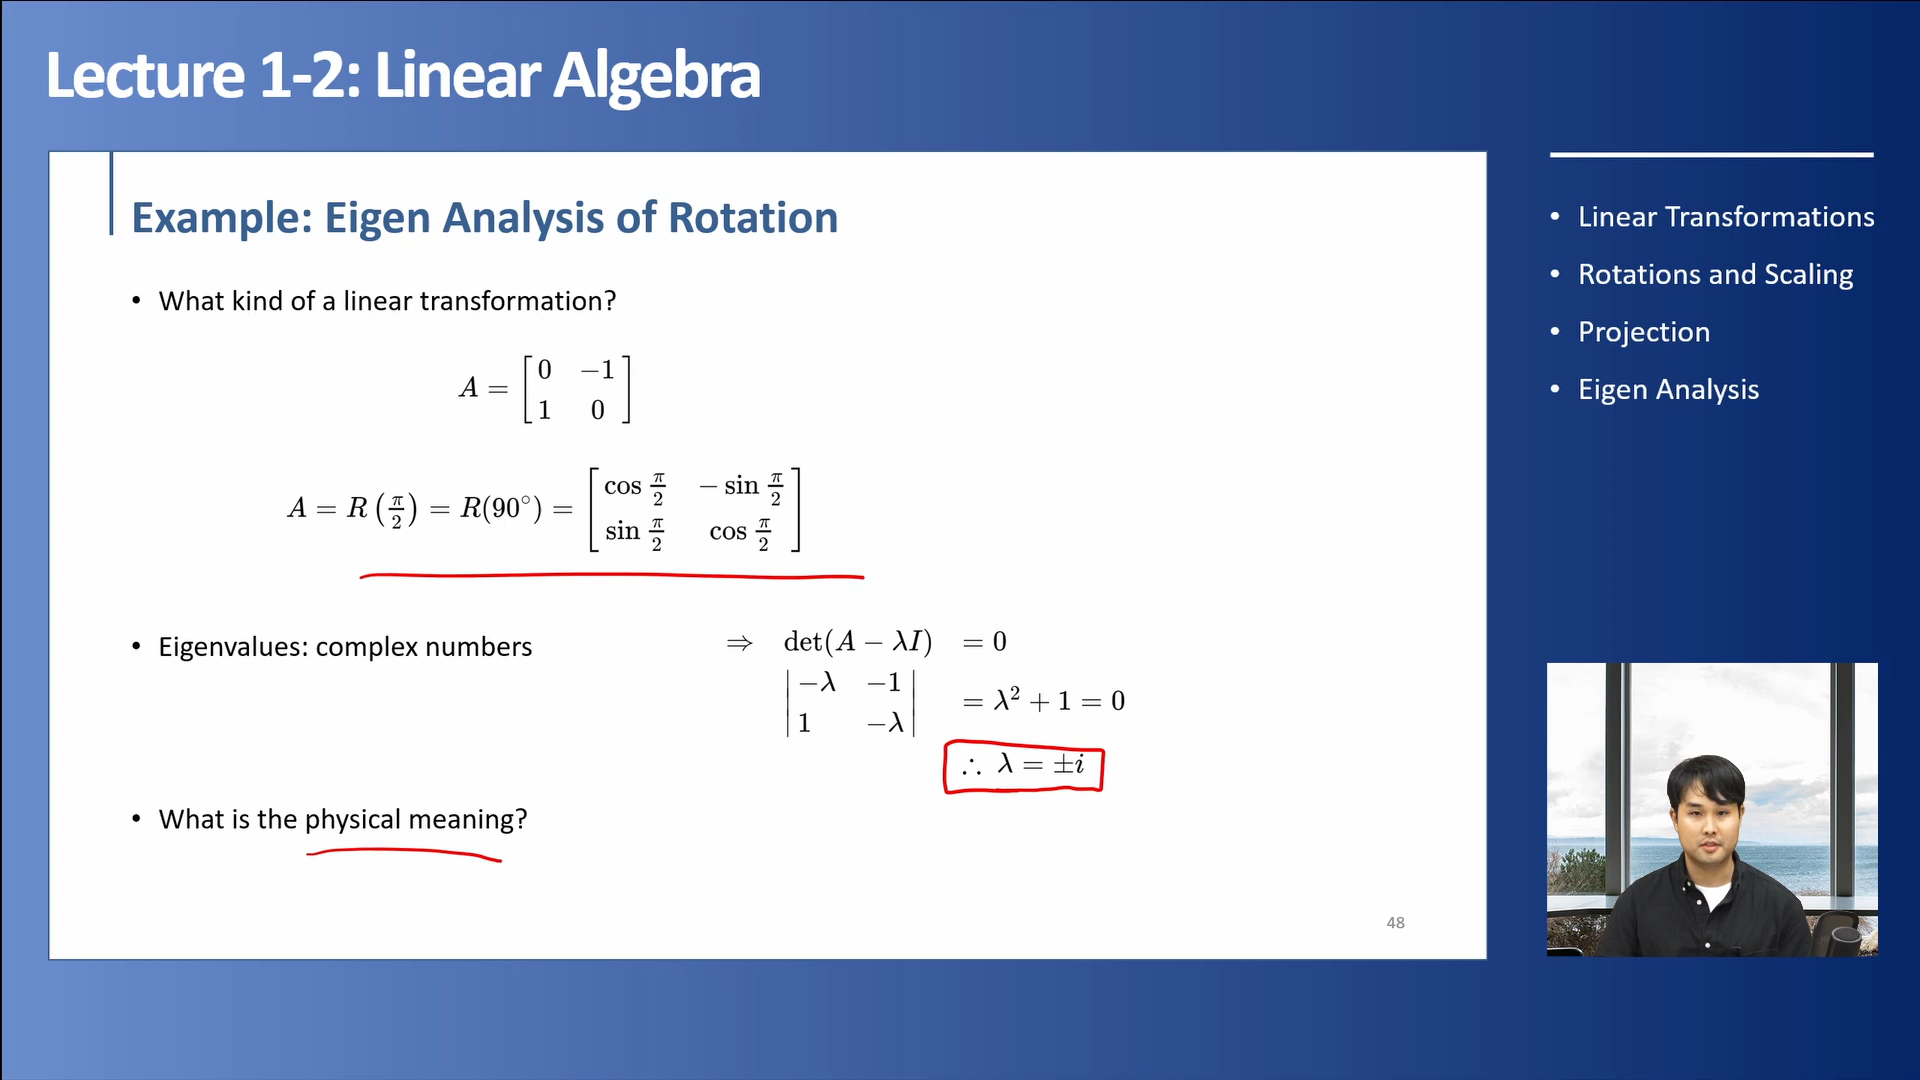 Lecture 1-2: Linear Algebra
Example: Eigen Analysis of Rotation
• What kind of a linear transformation?
A = [ 0 −1
1 0 ]
A = R (π/2) = R(90°) = [ cos π/2 − sin π/2
sin π/2 cos π/2 ]
• Eigenvalues: complex numbers
⇒ det(A − λI) = 0
| −λ −1
1 −λ | = λ² + 1 = 0
∴ λ = ±i
• What is the physical meaning?
48
• Linear Transformations
• Rotations and Scaling
• Projection
• Eigen Analysis